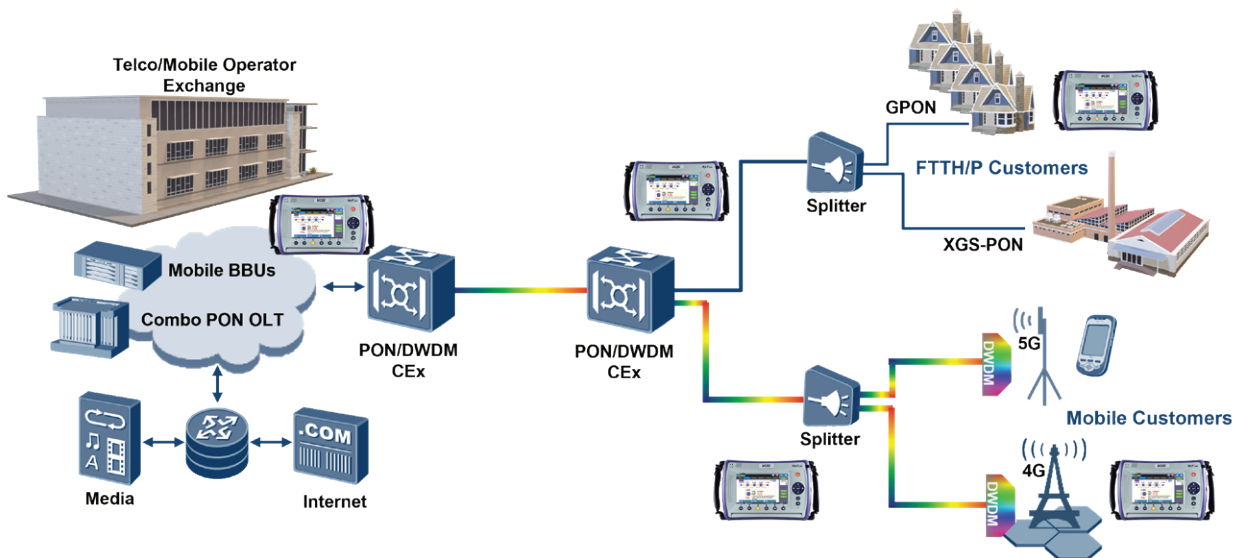 Telco/Mobile Operator
Exchange
GPON
FTTH/P Customers
Splitter
XGS-PON
Mobile BBUs
Combo PON OLT
PON/DWDM
CEx
PON/DWDM
CEx
5G
DWDM
Mobile Customers
Splitter
4G
DWDM
.COM
A
Media
Internet